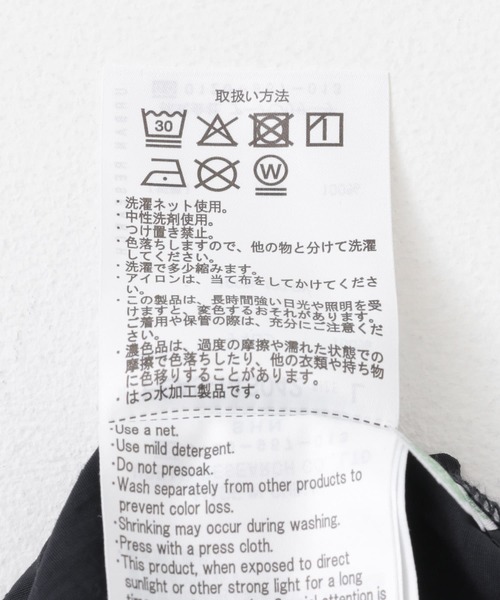 取扱い方法
30
W
・洗濯ネット使用。
・中性洗剤使用。
・つけ置き禁止。
・色落ちしますので、他の物と分けて洗濯
してください。
・洗濯で多少縮みます。
・アイロンは、当て布をしてかけてくださ
い。
・この製品は、長時間強い日光や照明を受
けますと、変色するおそれがあります。
ご着用や保管の際は、充分にご注意くだ
さい。
・濃色品は、過度の摩擦や濡れた状態での
摩擦で色落ちしたり、他の衣類や持ち物
に色移りすることがあります。
・はっ水加工製品です。
・Use a net.
・Use mild detergent.
・Do not presoak.
・Wash separately from other products to
prevent color loss.
・Shrinking may occur during washing.
・Press with a press cloth.
・This product, when exposed to direct
sunlight or other strong light for a long
attention is